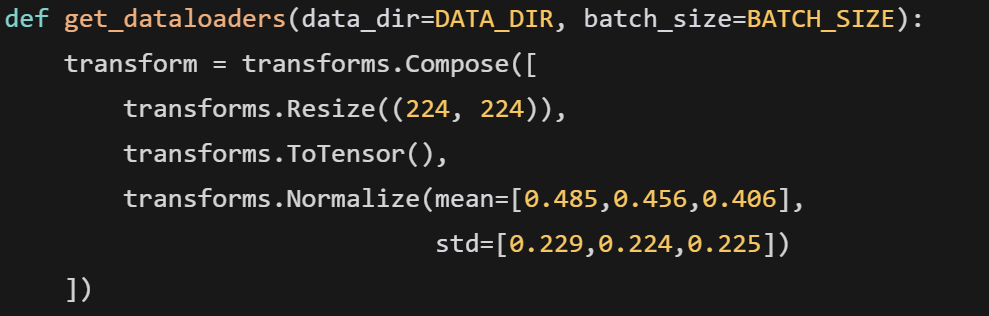 def get_dataloaders(data_dir=DATA_DIR, batch_size=BATCH_SIZE):
    transform = transforms.Compose([
        transforms.Resize((224, 224)),
        transforms.ToTensor(),
        transforms.Normalize(mean=[0.485,0.456,0.406],
                             std=[0.229,0.224,0.225])
    ])